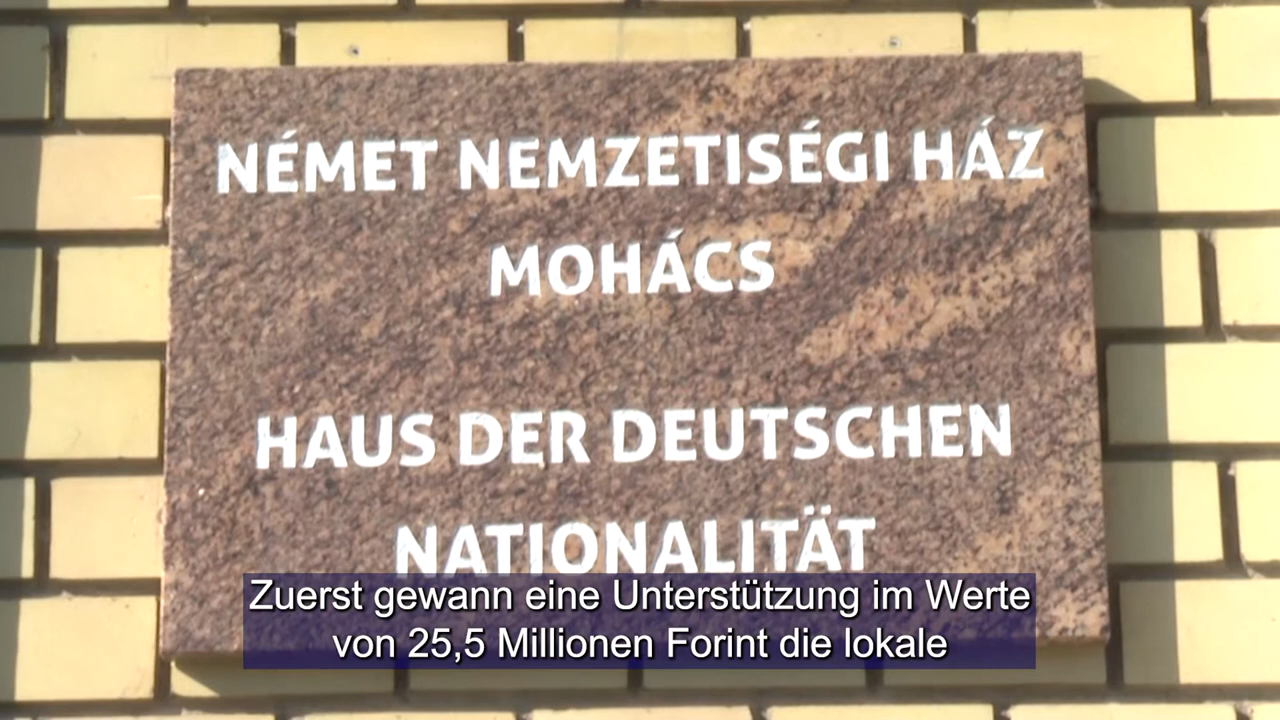 NÉMET NEMZETISÉGI HÁZ
MOHÁCS
HAUS DER DEUTSCHEN
NATIONALITÄT
Zuerst gewann eine Unterstützung im Werte
von 25,5 Millionen Forint die lokale